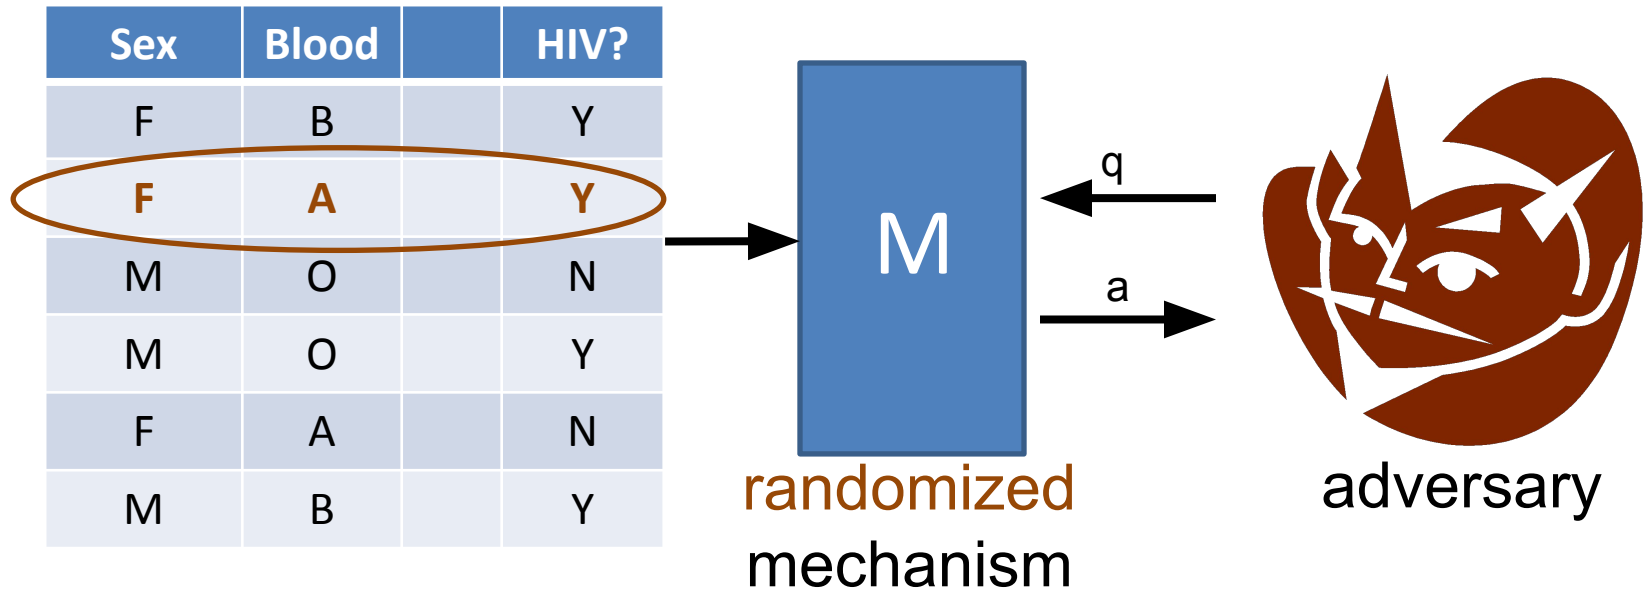 Sex Blood HIV?
F B Y
F A Y
M O N
M O Y
F A N
M B Y
M
q
a
randomized
mechanism
adversary